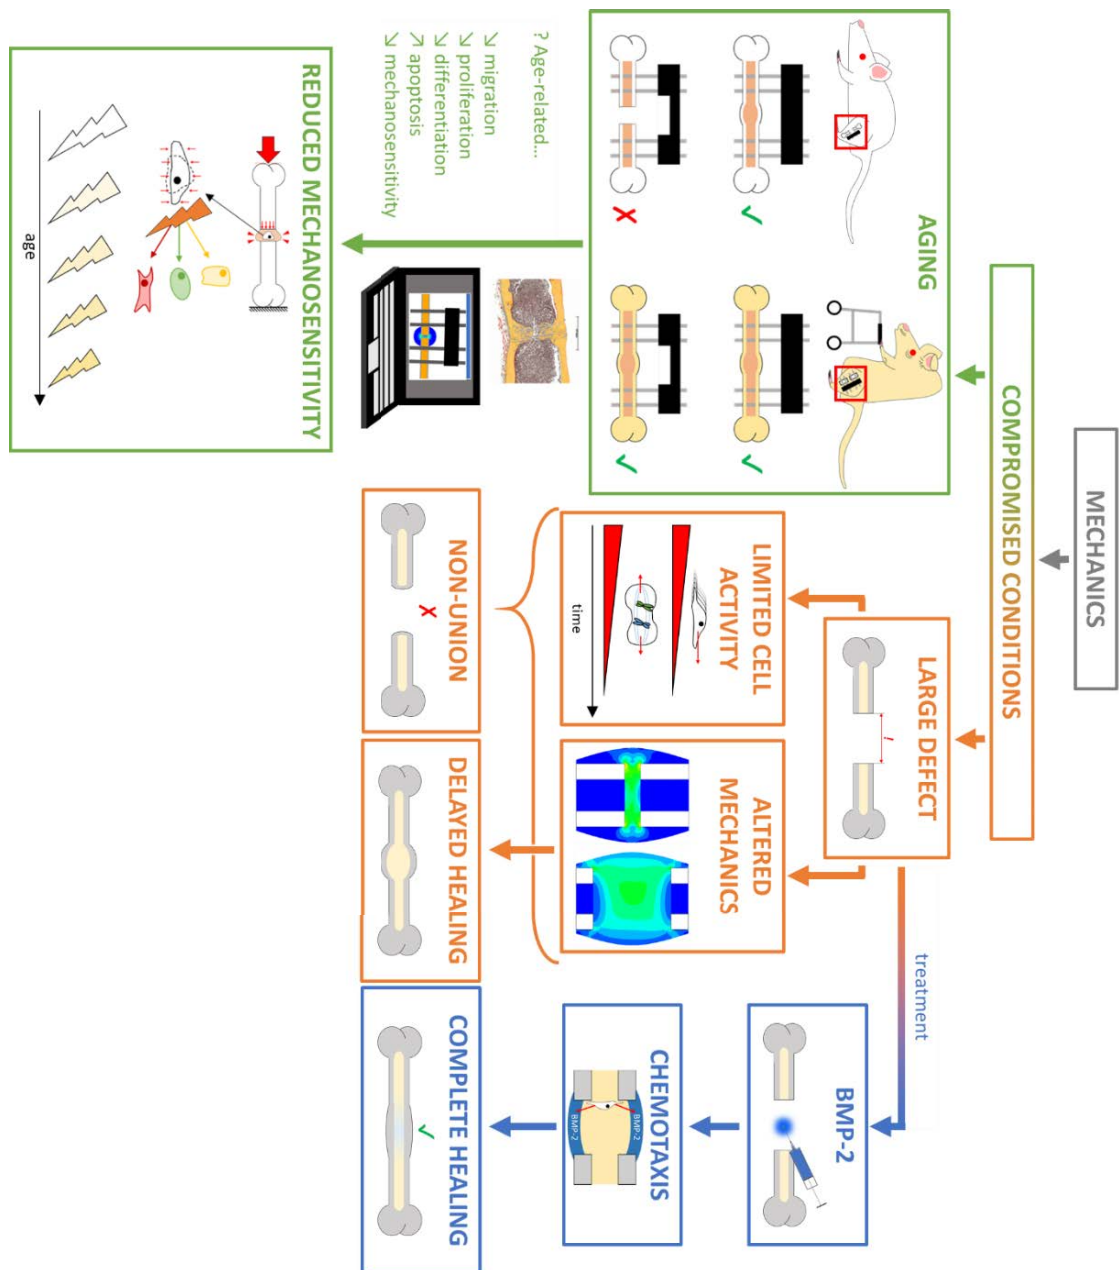 MECHANICS
COMPROMISED CONDITIONS
AGING
? Age-related...
↘ migration
↘ proliferation
↘ differentiation
↗ apoptosis
↘ mechanosensitivity
REDUCED MECHANOSENSITIVITY
age
LARGE DEFECT
l
LIMITED CELL
ACTIVITY
time
ALTERED
MECHANICS
NON-UNION
DELAYED HEALING
treatment
BMP-2
CHEMOTAXIS
BMP-2
BMP-2
COMPLETE HEALING